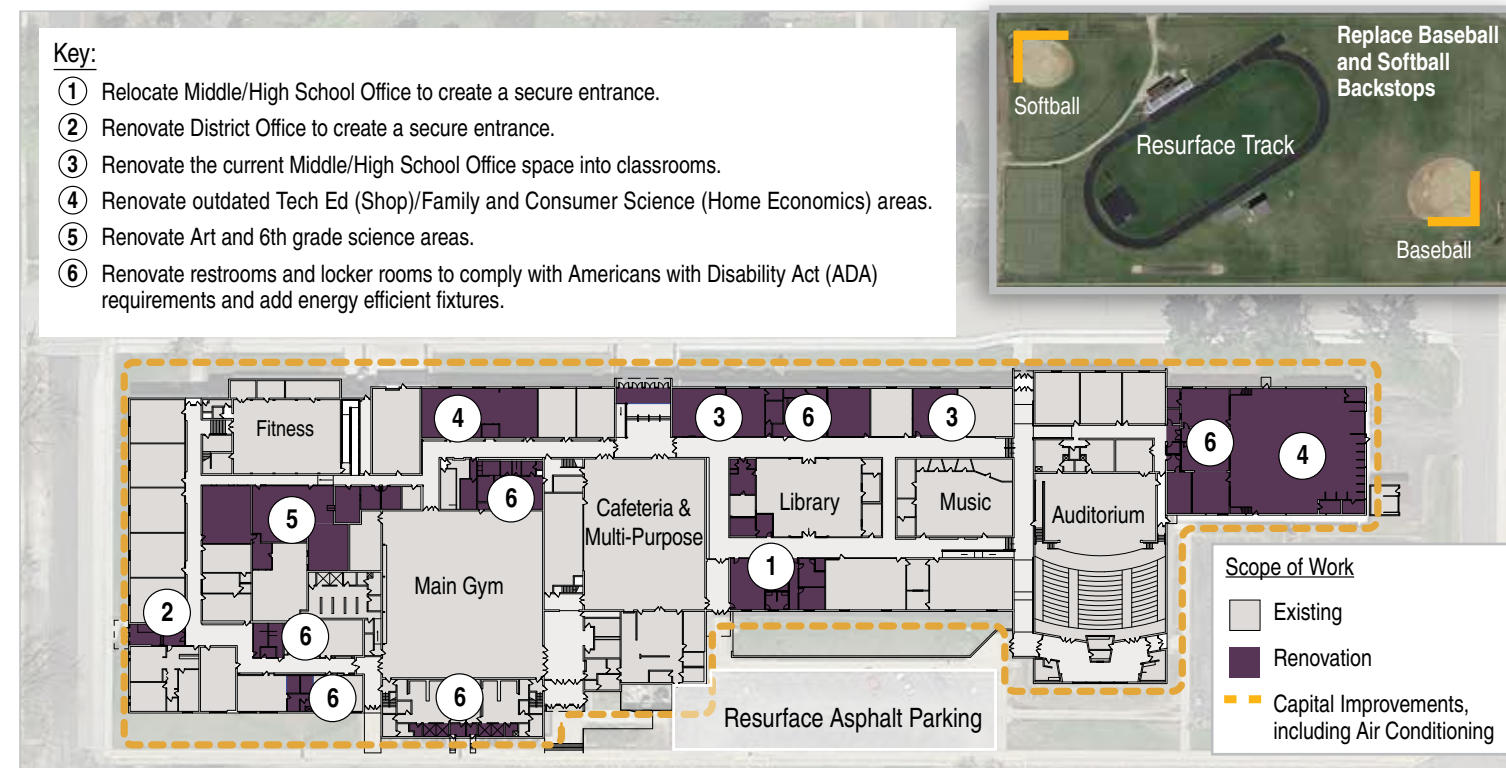 Key:
1 Relocate Middle/High School Office to create a secure entrance.
2 Renovate District Office to create a secure entrance.
3 Renovate the current Middle/High School Office space into classrooms.
4 Renovate outdated Tech Ed (Shop)/Family and Consumer Science (Home Economics) areas.
5 Renovate Art and 6th grade science areas.
6 Renovate restrooms and locker rooms to comply with Americans with Disability Act (ADA)
requirements and add energy efficient fixtures.
Replace Baseball
and Softball
Backstops
Softball
Resurface Track
Baseball
4
3
6
3
Fitness
6
4
6
5
Cafeteria &
Multi-Purpose
Library
Music
Auditorium
Main Gym
1
2
6
6
6
Resurface Asphalt Parking
Scope of Work
Existing
Renovation
Capital Improvements,
including Air Conditioning